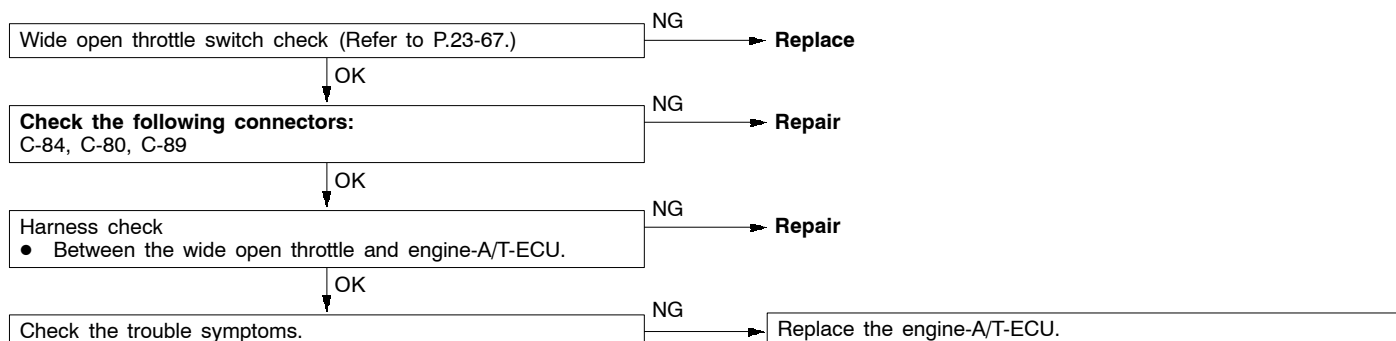 Wide open throttle switch check (Refer to P.23-67.)
NG
Replace
OK
Check the following connectors:
C-84, C-80, C-89
NG
Repair
OK
Harness check
● Between the wide open throttle and engine-A/T-ECU.
NG
Repair
OK
Check the trouble symptoms.
NG
Replace the engine-A/T-ECU.